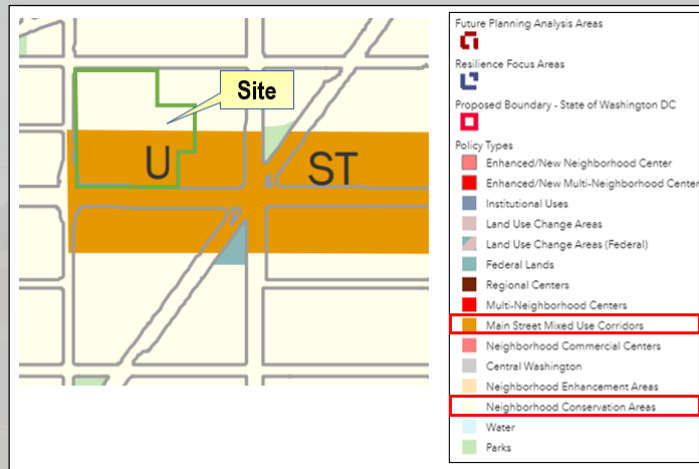 Site
U ST
Future Planning Analysis Areas
Resilience Focus Areas
Proposed Boundary - State of Washington DC
Policy Types
Enhanced/New Neighborhood Center
Enhanced/New Multi-Neighborhood Center
Institutional Uses
Land Use Change Areas
Land Use Change Areas (Federal)
Federal Lands
Regional Centers
Multi-Neighborhood Centers
Main Street Mixed Use Corridors
Neighborhood Commercial Centers
Central Washington
Neighborhood Enhancement Areas
Neighborhood Conservation Areas
Water
Parks